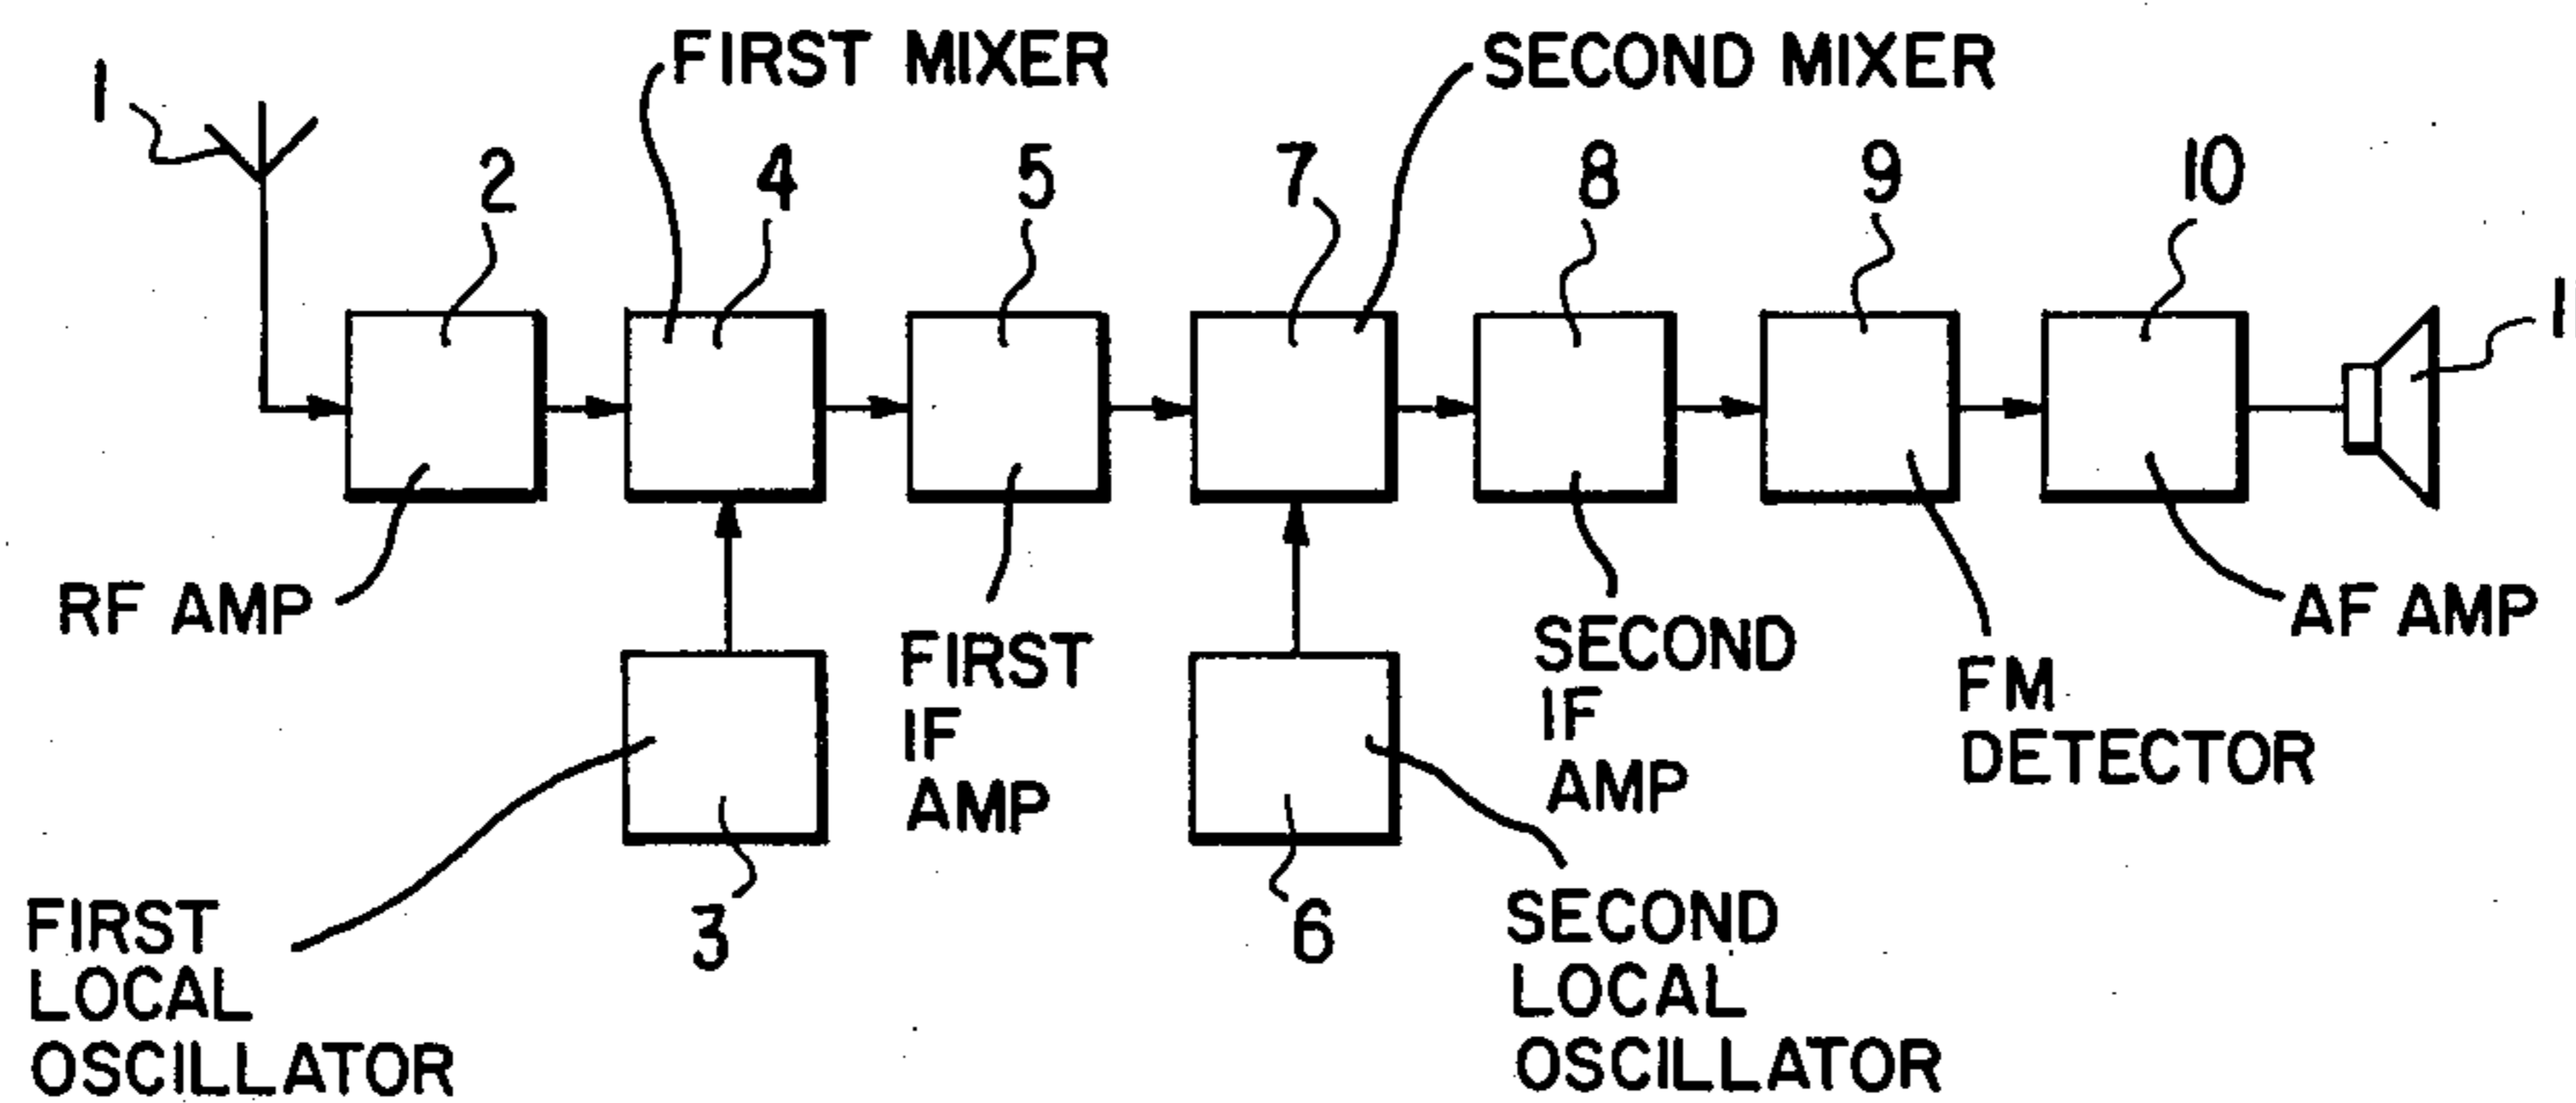 FIRST MIXER
SECOND MIXER
1
2
4
5
7
8
9
10
RF AMP
FIRST
IF
AMP
SECOND
IF
AMP
FM
DETECTOR
AF AMP
FIRST
LOCAL
OSCILLATOR
3
6
SECOND
LOCAL
OSCILLATOR